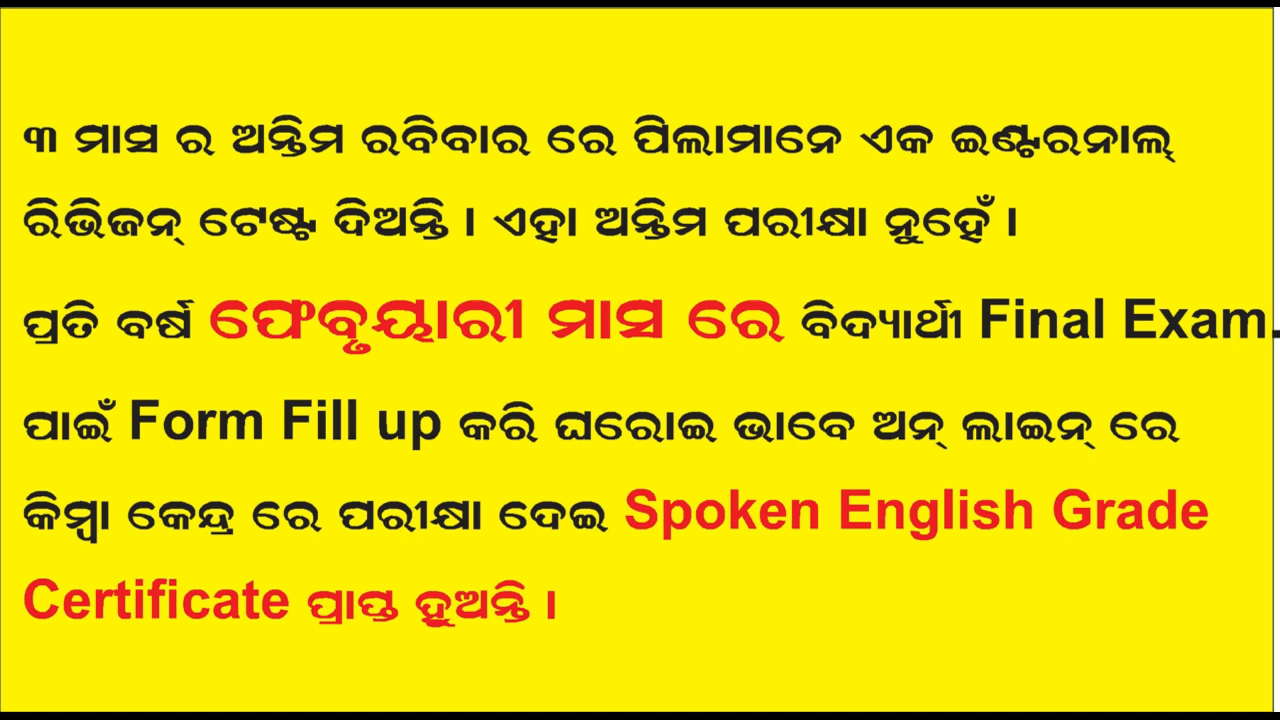 ୩ ମାସ ର ଅନ୍ତିମ ରବିବାର ରେ ପିଲାମାନେ ଏକ ଇଣ୍ଟରନାଲ୍
ରିଭିଜନ୍ ଟେଷ୍ଟ ଦିଅନ୍ତି । ଏହା ଅନ୍ତିମ ପରୀକ୍ଷା ନୁହେଁ ।
ପ୍ରତି ବର୍ଷ ଫେବୃୟାରୀ ମାସ ରେ ବିଦ୍ୟାର୍ଥୀ Final Exam.
ପାଇଁ Form Fill up କରି ଘରୋଇ ଭାବେ ଅନ୍ ଲାଇନ୍ ରେ
କିମ୍ବା କେନ୍ଦ୍ର ରେ ପରୀକ୍ଷା ଦେଇ Spoken English Grade
Certificate ପ୍ରାପ୍ତ ହୁଅନ୍ତି ।